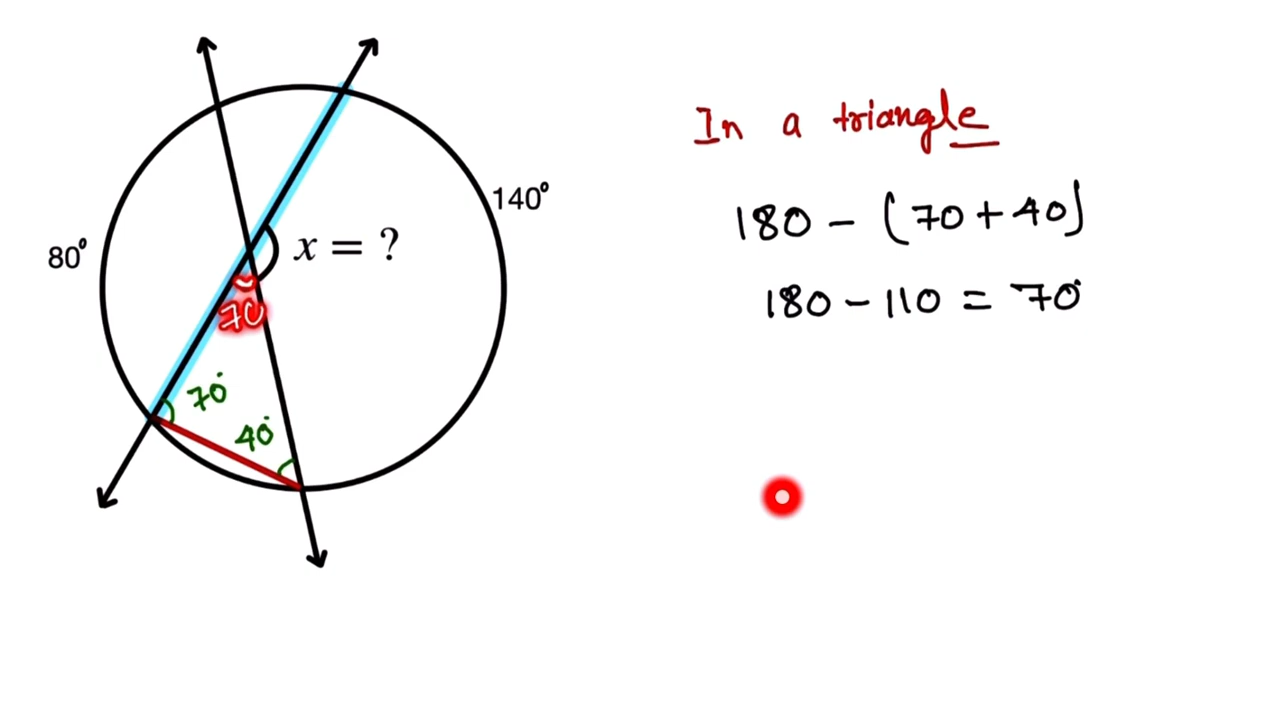 In a triangle
140°
180 - (70+40)
80°
x = ?
70
180 - 110 = 70°
70°
40°